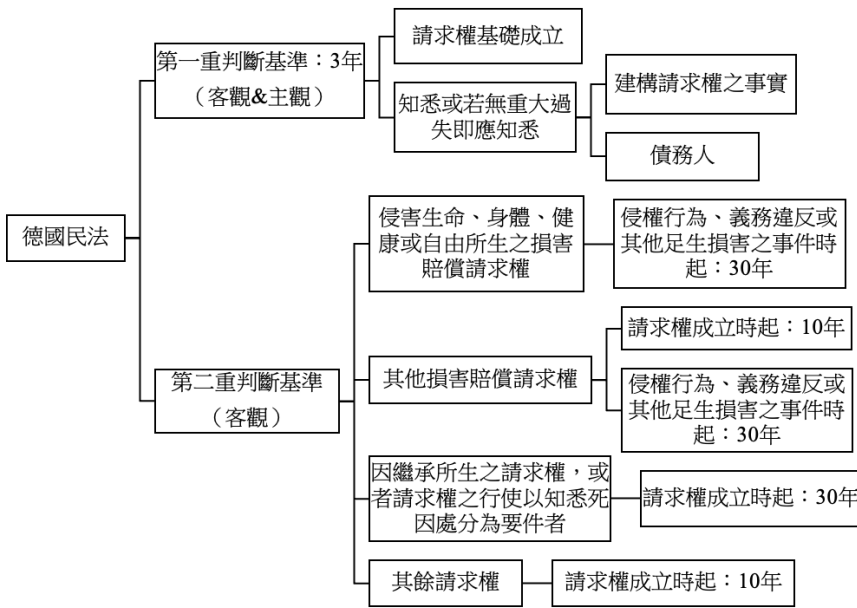 德國民法
第一重判斷基準：3年
（客觀&主觀）
請求權基礎成立
知悉或若無重大過
失即應知悉
建構請求權之事實
債務人
第二重判斷基準
（客觀）
侵害生命、身體、健
康或自由所生之損害
賠償請求權
侵權行為、義務違反或
其他足生損害之事件時
起：30年
其他損害賠償請求權
請求權成立時起：10年
侵權行為、義務違反或
其他足生損害之事件時
起：30年
因繼承所生之請求權，或
者請求權之行使以知悉死
因處分為要件者
請求權成立時起：30年
其餘請求權
請求權成立時起：10年